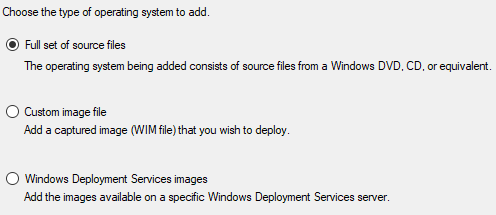 Choose the type of operating system to add.
Full set of source files
The operating system being added consists of source files from a Windows DVD, CD, or equivalent.
Custom image file
Add a captured image (WIM file) that you wish to deploy.
Windows Deployment Services images
Add the images available on a specific Windows Deployment Services server.